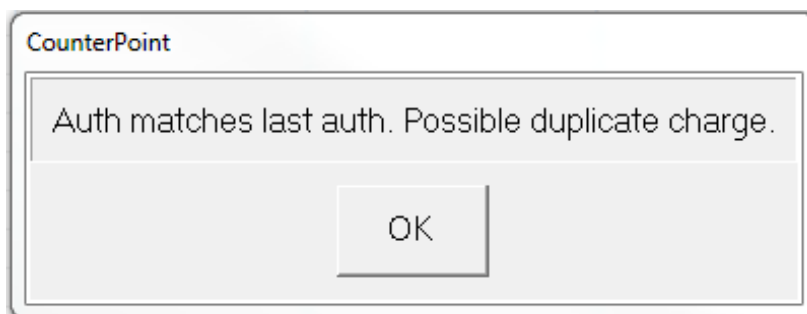 CounterPoint
Auth matches last auth. Possible duplicate charge.
OK